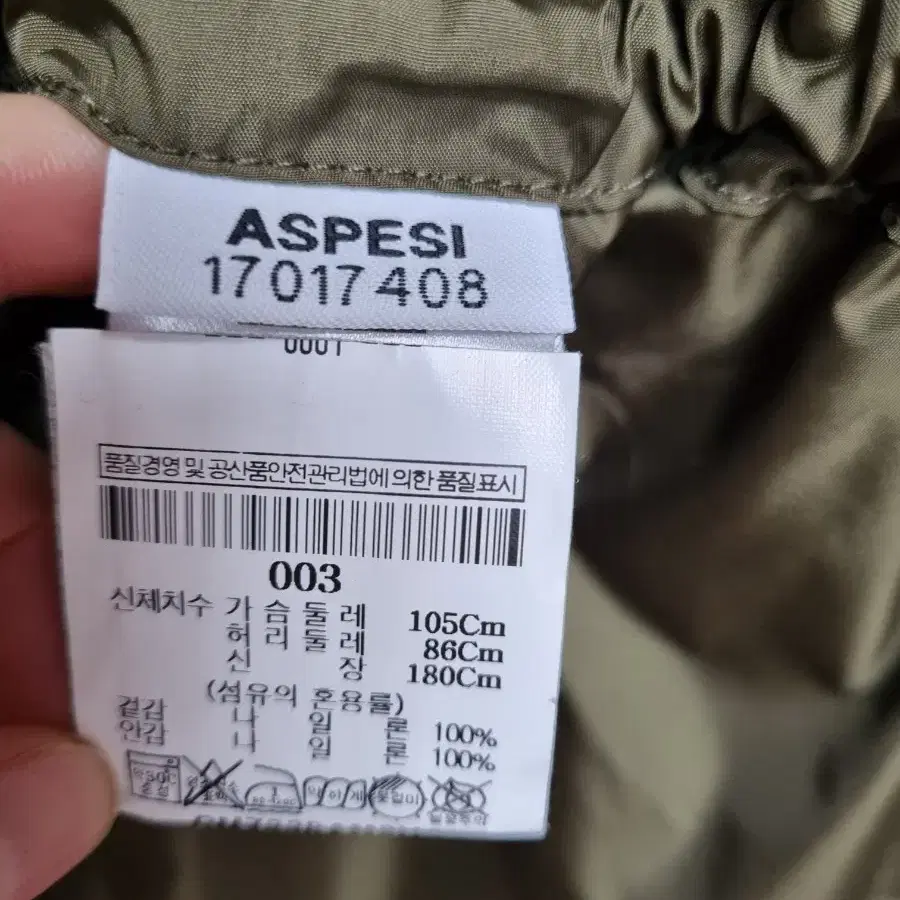 ASPESI
17017408
0001
품질경영 및 공산품안전관리법에 의한 품질표시
003
신체치수 가슴둘레 105Cm
허리둘레 86Cm
신장 180Cm
(섬유의 혼용률)
겉감 나일론 100%
안감 나일론 100%